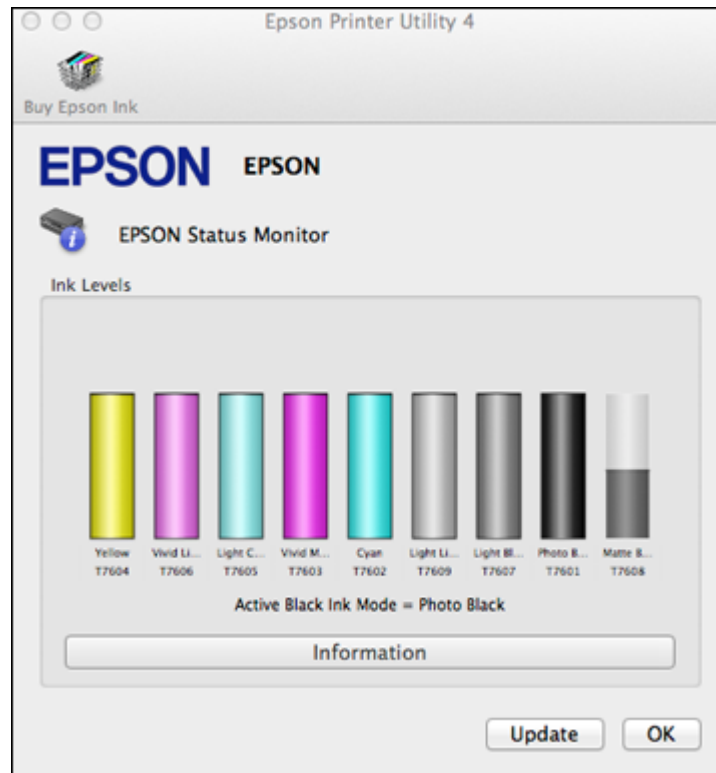 Epson Printer Utility 4
Buy Epson Ink
EPSON EPSON
EPSON Status Monitor
Ink Levels
Yellow Vivid Li... Light C... Vivid M... Cyan Light Li... Light Bl... Photo B... Matte B...
T7604 T7606 T7605 T7603 T7602 T7609 T7607 T7601 T7608
Active Black Ink Mode = Photo Black
Information
Update OK